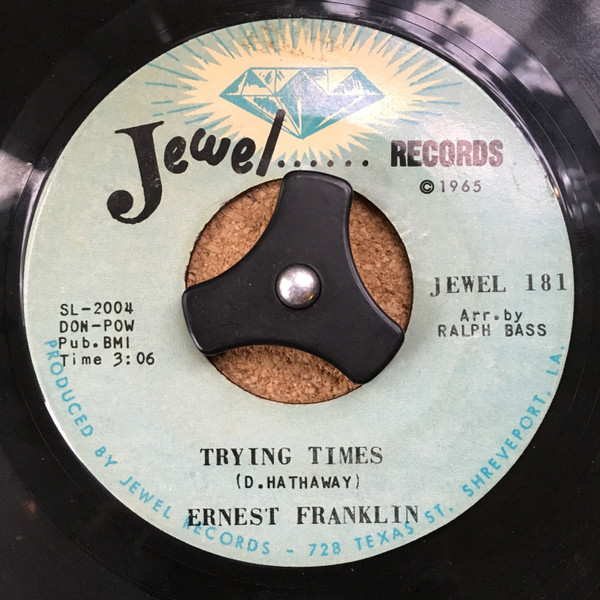 Jewel...... RECORDS
© 1965
JEWEL 181
Arr. by
RALPH BASS
SL-2004
DON-POW
Pub. BMI
Time 3:06
TRYING TIMES
(D. HATHAWAY)
ERNEST FRANKLIN
PRODUCED BY JEWEL RECORDS - 728 TEXAS ST. SHREVEPORT, LA.